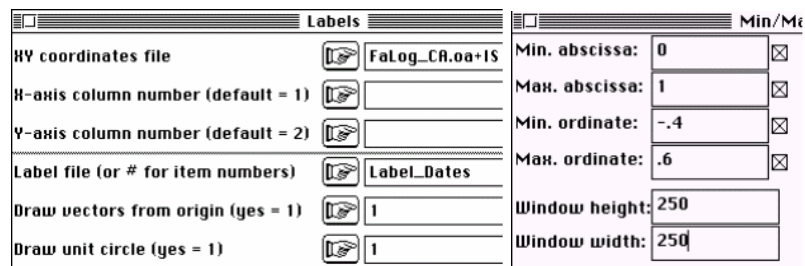 Labels
XY coordinates file
FaLog_CA.oa+IS
X-axis column number (default = 1)
Y-axis column number (default = 2)
Label file (or # for item numbers)
Label_Dates
Draw vectors from origin (yes = 1)
1
Draw unit circle (yes = 1)
1
Min/Ma
Min. abscissa:
0
Max. abscissa:
1
Min. ordinate:
-.4
Max. ordinate:
.6
Window height:
250
Window width:
250